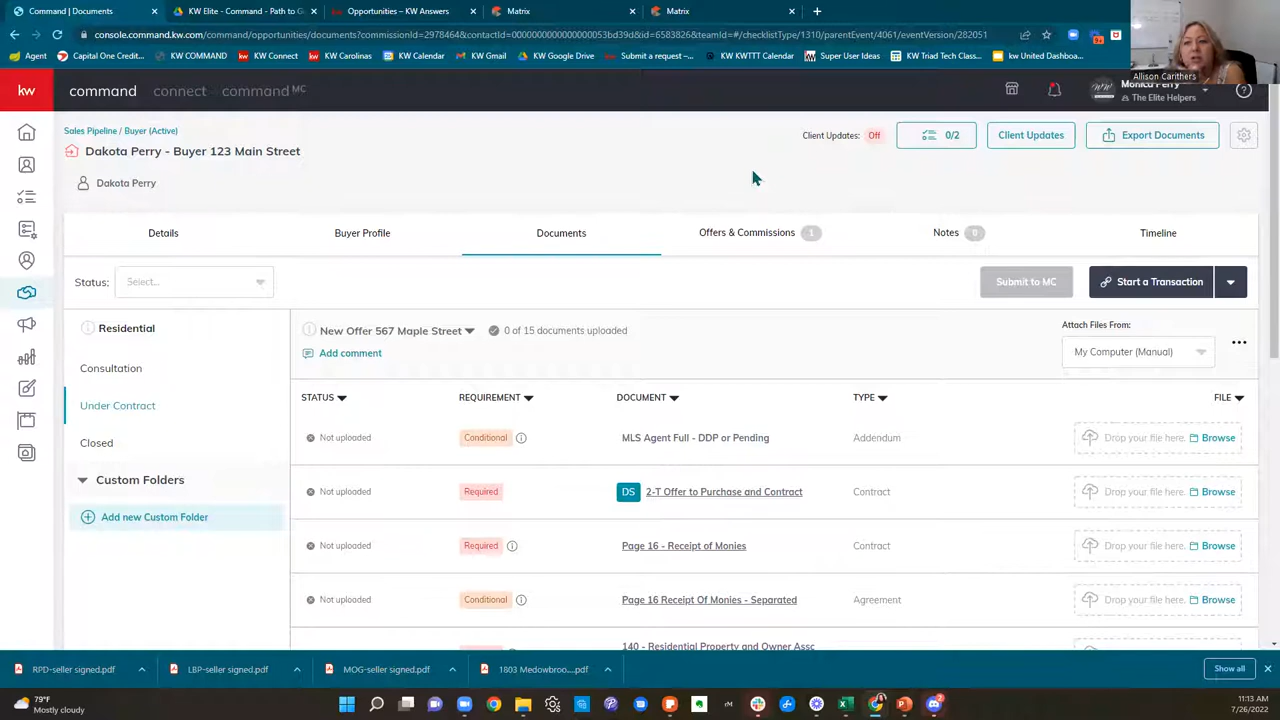 Command | Documents
KW Elite - Command - Path to G
Opportunities – KW Answers
Matrix
Matrix
console.command.kw.com/command/opportunities/documents?commissionId=2978464&contactId=0000000000000053bd39d&id=6583826&teamId=#/checklistType/1310/parentEvent/4061/eventVersion/282051
Agent
Capital One Credit...
KW COMMAND
KW Connect
KW Carolinas
KW Calendar
KW Gmail
KW Google Drive
Submit a request –...
KW KWTTT Calendar
Super User Ideas
KW Triad Tech Class...
kw United Dashboa...
Allison Carithers
kw
command
connect
command MC
Monica Perry
The Elite Helpers
Sales Pipeline / Buyer (Active)
Dakota Perry - Buyer 123 Main Street
Client Updates: Off
0/2
Client Updates
Export Documents
Dakota Perry
Details
Buyer Profile
Documents
Offers & Commissions 1
Notes 0
Timeline
Status: Select...
Submit to MC
Start a Transaction
Residential
Consultation
Under Contract
Closed
Custom Folders
Add new Custom Folder
New Offer 567 Maple Street
0 of 15 documents uploaded
Add comment
Attach Files From:
My Computer (Manual)
STATUS REQUIREMENT DOCUMENT TYPE FILE
Not uploaded Conditional MLS Agent Full - DDP or Pending Addendum Drop your file here. Browse
Not uploaded Required DS 2-T Offer to Purchase and Contract Contract Drop your file here. Browse
Not uploaded Required Page 16 - Receipt of Monies Contract Drop your file here. Browse
Not uploaded Conditional Page 16 Receipt Of Monies - Separated Agreement Drop your file here. Browse
140 - Residential Property and Owner Assc
RPD-seller signed.pdf
LBP-seller signed.pdf
MOG-seller signed.pdf
1803 Medowbroo....pdf
Show all
79°F
Mostly cloudy
11:13 AM
7/26/2022